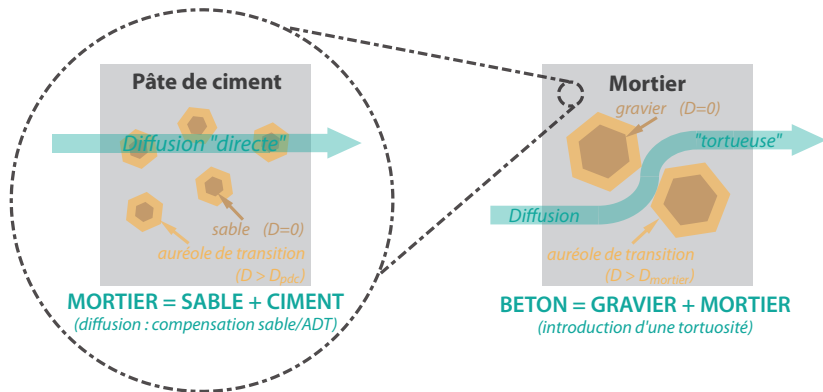 Pâte de ciment
Diffusion "directe"
sable (D=0)
auréole de transition
(D > Dpdc)
MORTIER = SABLE + CIMENT
(diffusion : compensation sable/ADT)
Mortier
gravier (D=0)
"tortueuse"
Diffusion
auréole de transition
(D > Dmortier)
BETON = GRAVIER + MORTIER
(introduction d'une tortuosité)